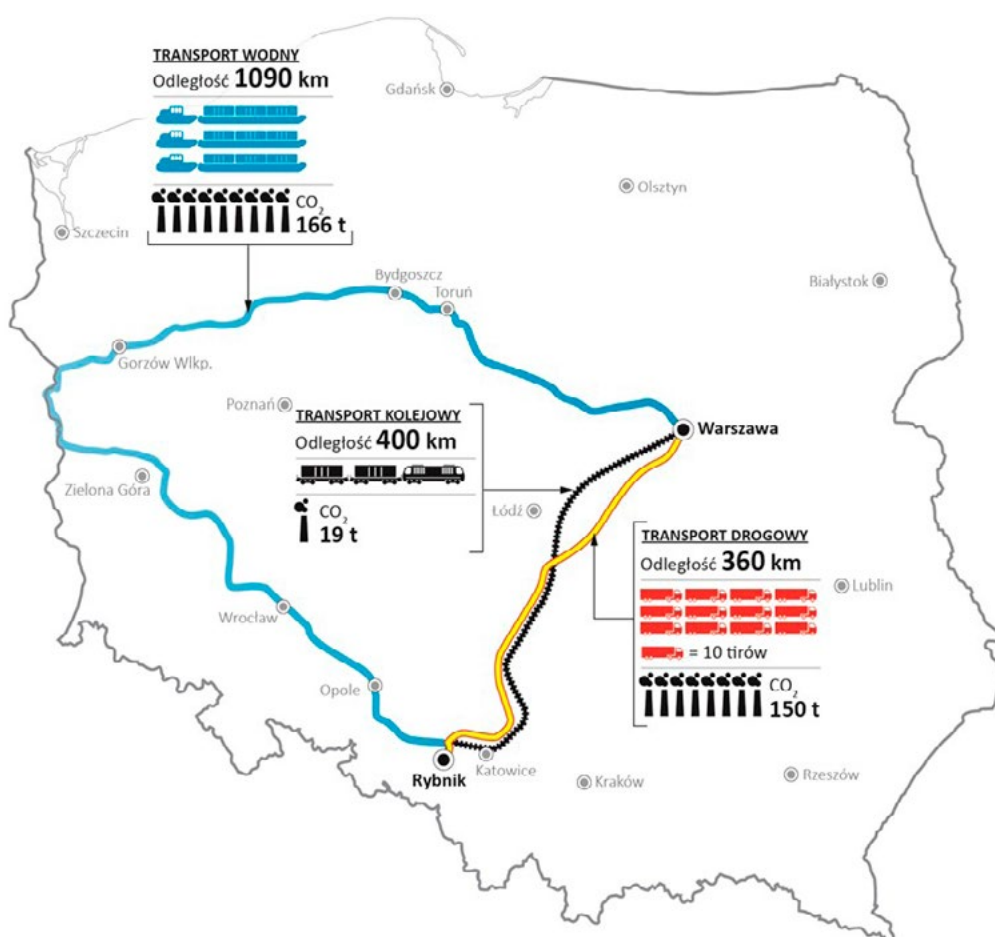 TRANSPORT WODNY
Odległość 1090 km
CO2
166 t
Gdańsk
Olsztyn
Szczecin
Białystok
Bydgoszcz
Toruń
Gorzów Wlkp.
Poznań
TRANSPORT KOLEJOWY
Odległość 400 km
CO2
19 t
Warszawa
Zielona Góra
Łódź
TRANSPORT DROGOWY
Odległość 360 km
= 10 tirów
CO2
150 t
Lublin
Wrocław
Opole
Rybnik
Katowice
Kraków
Rzeszów